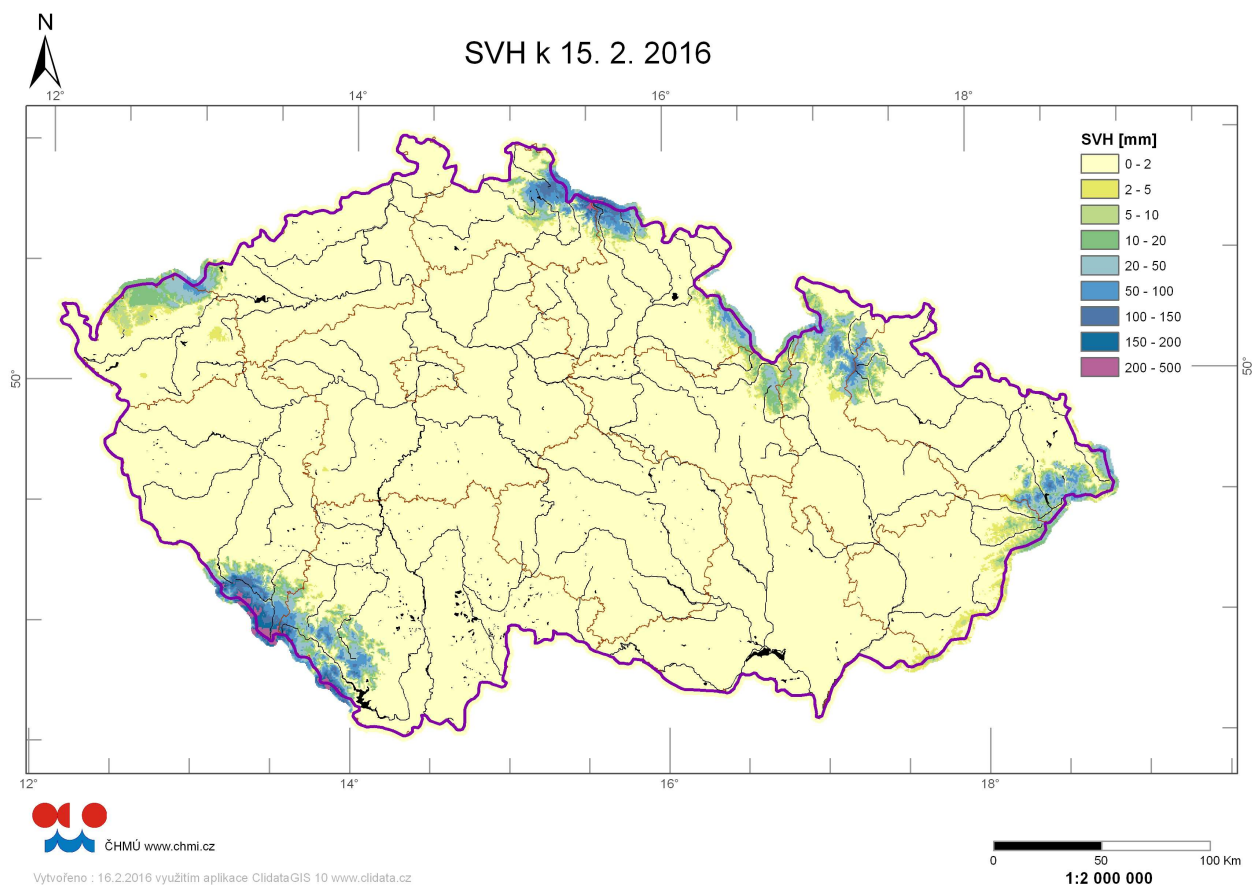 N
SVH k 15. 2. 2016
12° 14° 16° 18°
SVH [mm]
0 - 2
2 - 5
5 - 10
10 - 20
20 - 50
50 - 100
100 - 150
150 - 200
200 - 500
50° 50°
12° 14° 16° 18°
ČHMÚ www.chmi.cz
0 50 100 Km
1:2 000 000
Vytvořeno : 16.2.2016 využitim aplikace ClidataGIS 10 www.clidata.cz